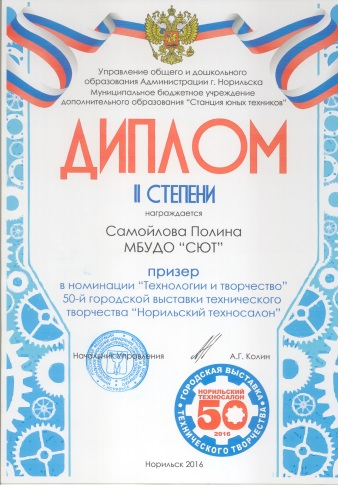 Управление общего и дошкольного
образования Администрации г. Норильска
Муниципальное бюджетное учреждение
дополнительного образования "Станция юных техников"
ДИПЛОМ
II СТЕПЕНИ
награждается
Самойлова Полина
МБУДО "СЮТ"
призер
в номинации "Технологии и творчество"
50-й городской выставки технического
творчества "Норильский техносалон"
Начальник Управления
А.Г. Колин
ГОРОДСКАЯ ВЫСТАВКА
НОРИЛЬСКИЙ
ТЕХНОСАЛОН
50
2016
ТЕХНИЧЕСКОГО ТВОРЧЕСТВА
Норильск 2016